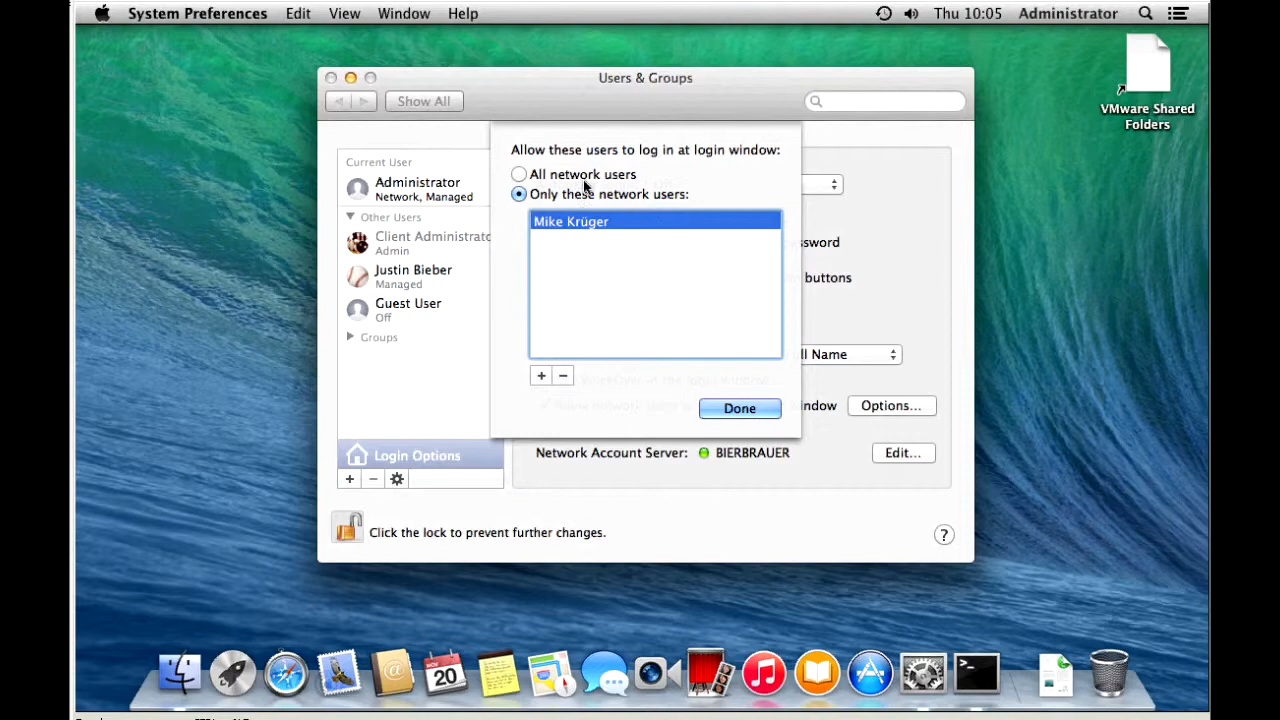 System Preferences Edit View Window Help Thu 10:05 Administrator
VMware Shared
Folders
Users & Groups
Show All
Current User
Administrator
Network, Managed
Other Users
Client Administrato
Admin
Justin Bieber
Managed
Guest User
Off
Groups
Login Options
Allow these users to log in at login window:
All network users
Only these network users:
Mike Krüger
+ −
Done
ssword
buttons
ll Name
indow
Options...
Network Account Server: BIERBRAUER
Edit...
+ −
Click the lock to prevent further changes.
?
NOV
20